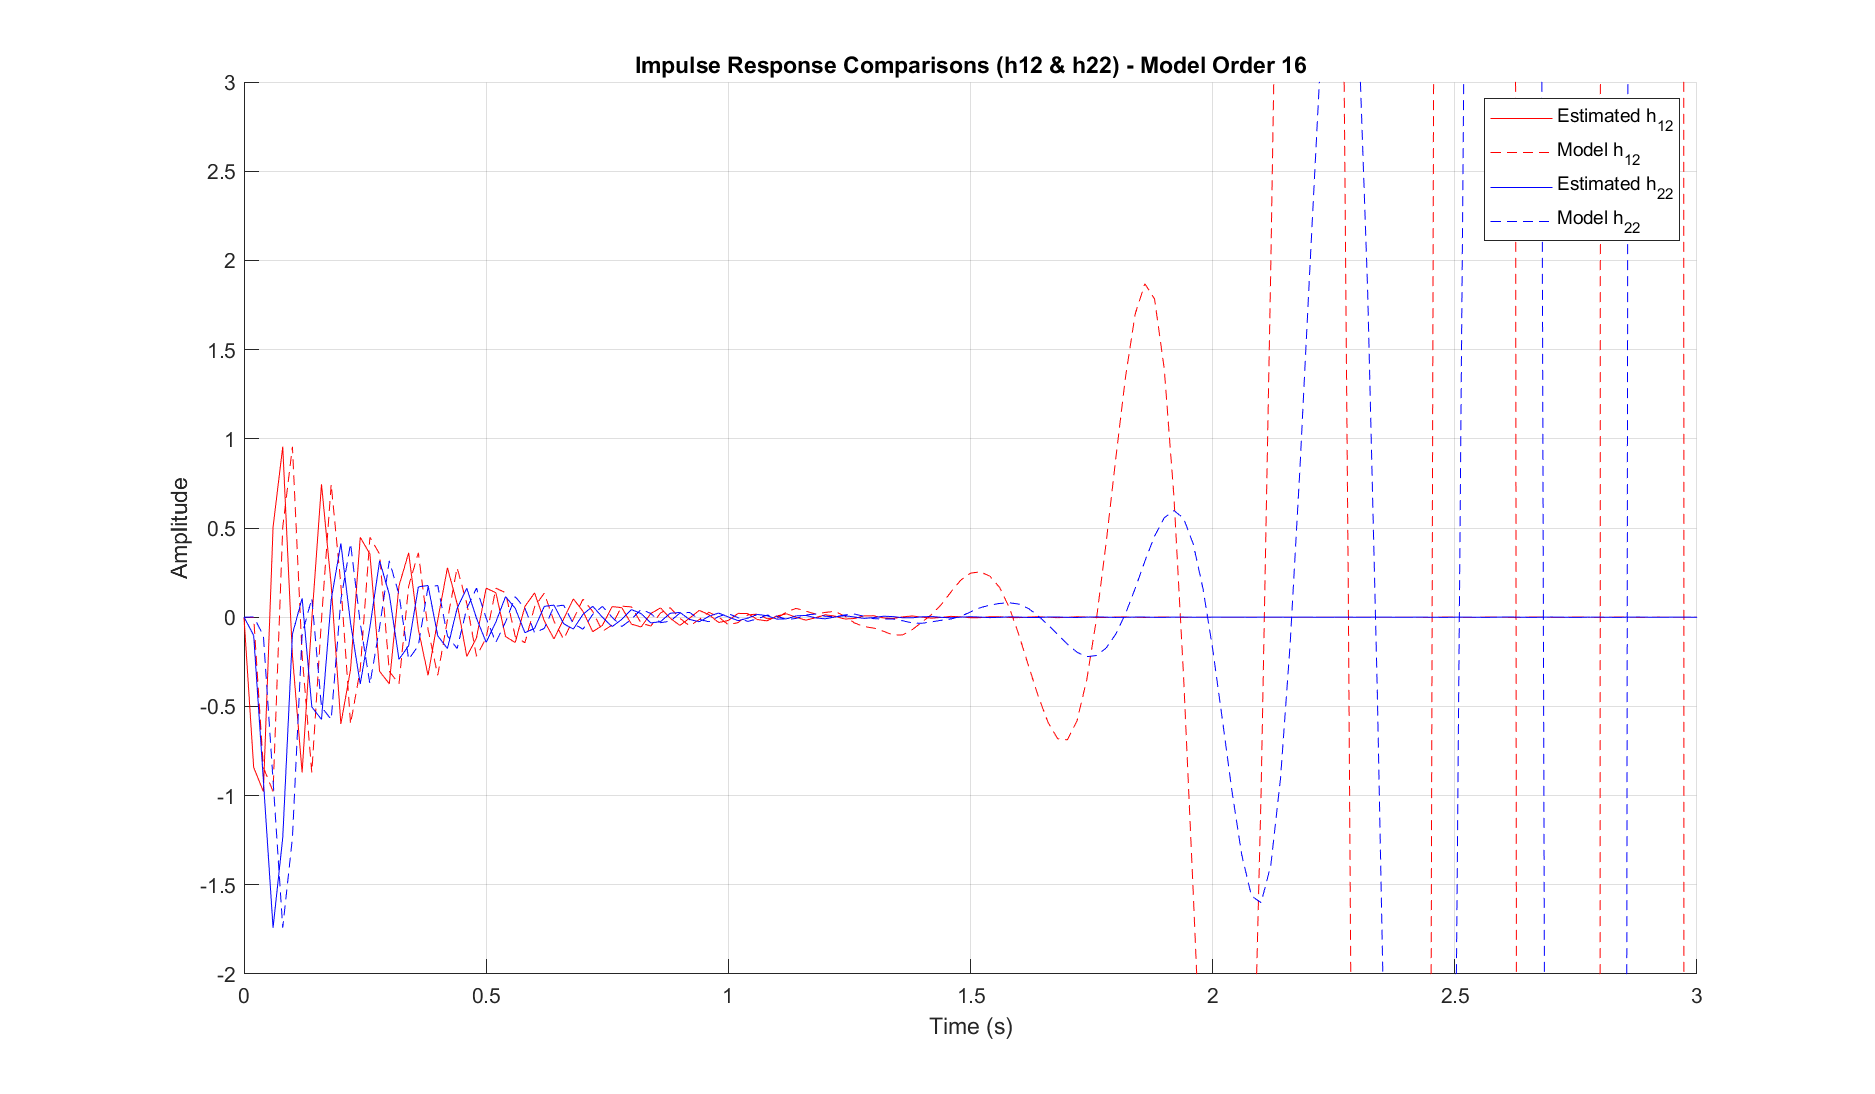 Impulse Response Comparisons (h12 & h22) - Model Order 16
3
2.5
2
1.5
1
0.5
0
-0.5
-1
-1.5
-2
Amplitude
Estimated h12
Model h12
Estimated h22
Model h22
0 0.5 1 1.5 2 2.5 3
Time (s)